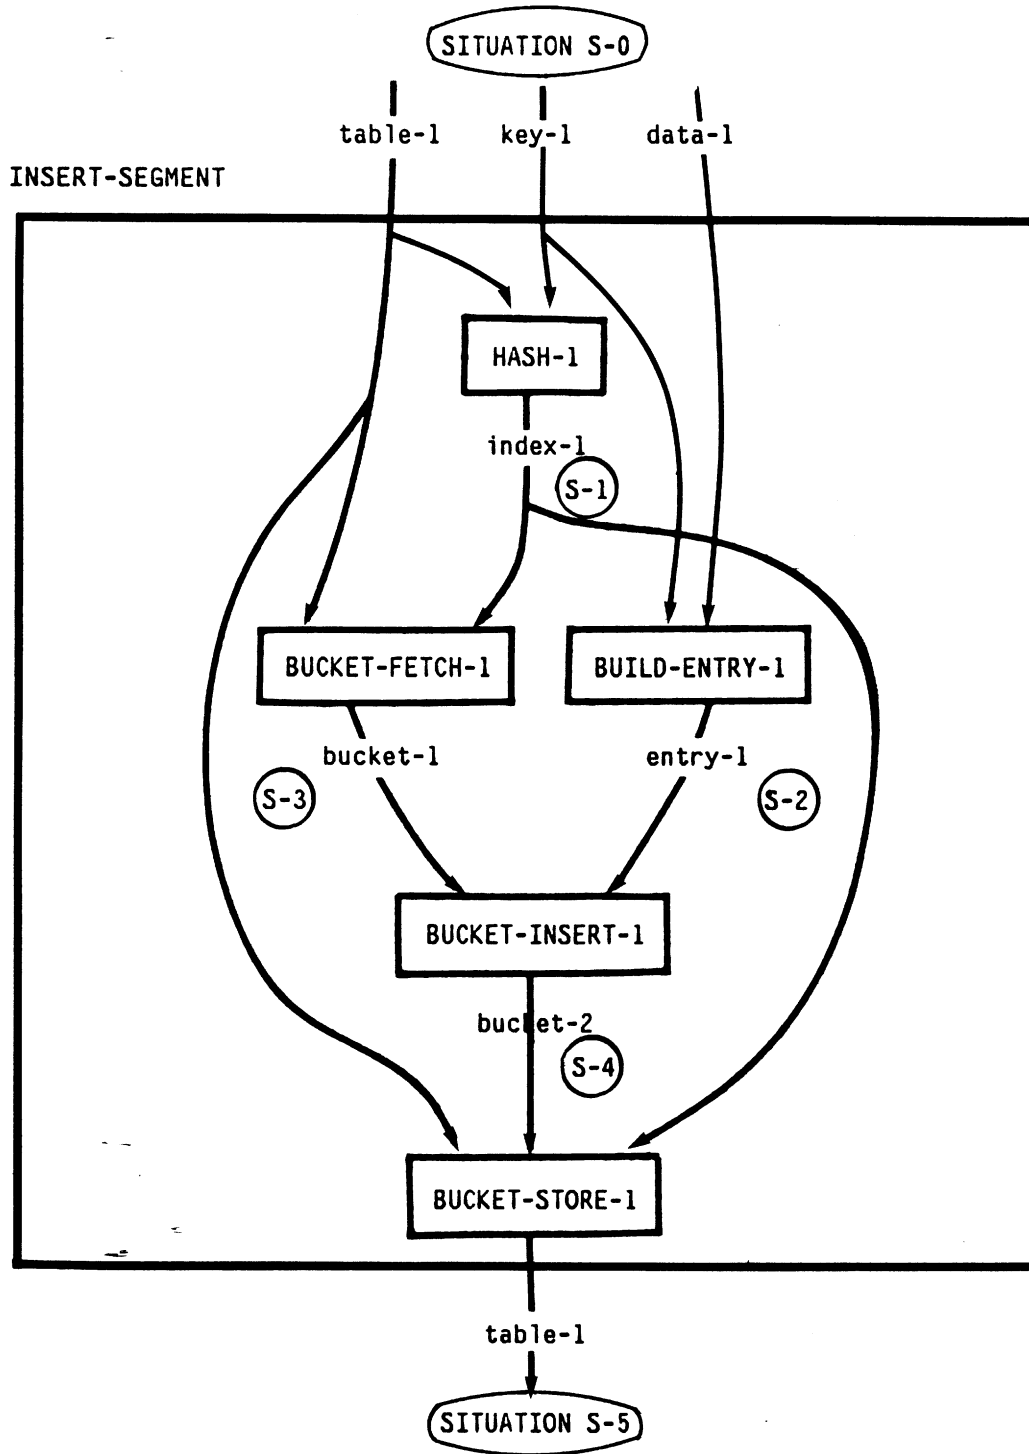 SITUATION S-0
table-1 key-1 data-1
INSERT-SEGMENT
HASH-1
index-1
S-1
BUCKET-FETCH-1 BUILD-ENTRY-1
bucket-1 entry-1
S-3 S-2
BUCKET-INSERT-1
bucket-2
S-4
BUCKET-STORE-1
table-1
SITUATION S-5